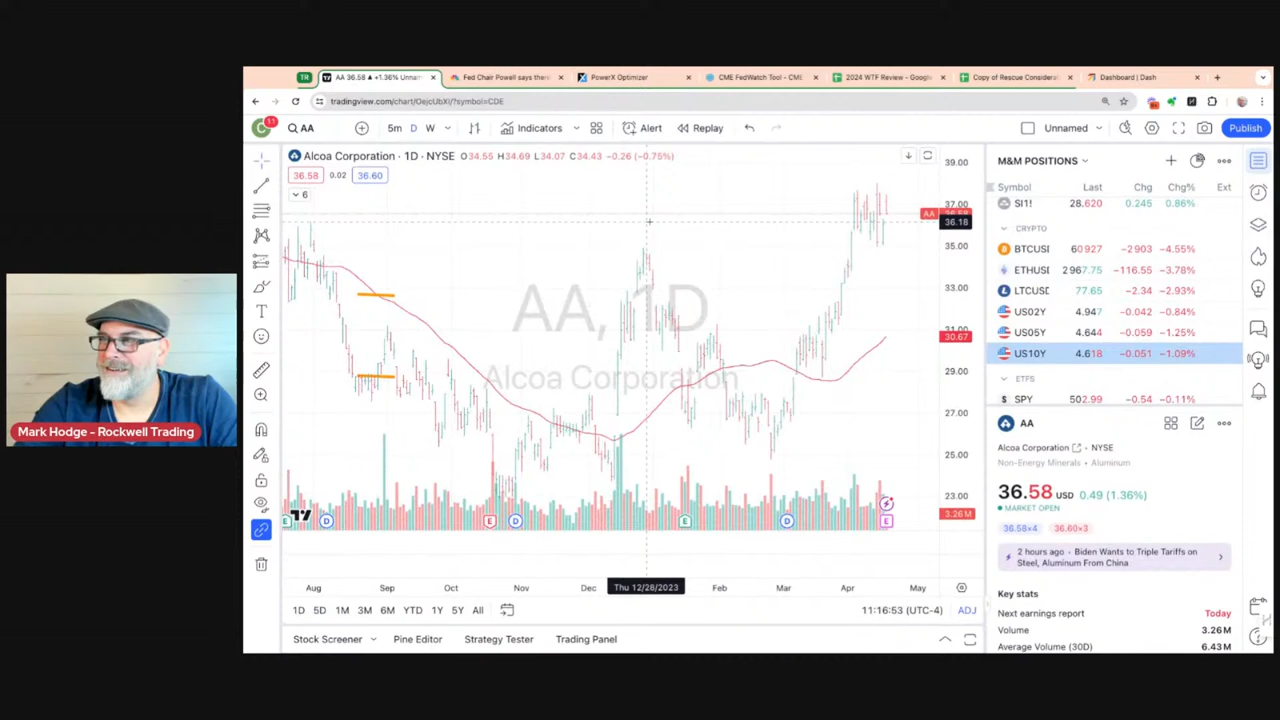 AA 36.58 ▲ +1.36% Unnam
Fed Chair Powell says ther
PowerX Optimizer
CME FedWatch Tool - CME
2024 WTF Review - Google
Copy of Rescue Considera
Dashboard | Dash
tradingview.com/chart/OejcUbXI/?symbol=CDE
11
AA
5m
D
W
Indicators
Alert
Replay
Unnamed
Publish
Alcoa Corporation · 1D · NYSE O34.55 H34.69 L34.07 C34.43 -0.26 (-0.75%)
36.58 0.02 36.60
6
AA, 1D
Alcoa Corporation
39.00
37.00
AA
36.18
35.00
33.00
30.67
29.00
27.00
25.00
23.00
3.26M
E D E D E D E
Aug Sep Oct Nov Dec Thu 12/28/2023 Feb Mar Apr May
1D 5D 1M 3M 6M YTD 1Y 5Y All
11:16:53 (UTC-4) ADJ
Stock Screener Pine Editor Strategy Tester Trading Panel
M&M POSITIONS
Symbol Last Chg Chg% Ext
SI1! 28.620 0.245 0.86%
CRYPTO
BTCUSI 60927 -2903 -4.55%
ETHUSI 2967.75 -116.55 -3.78%
LTCUSI 77.65 -2.34 -2.93%
US02Y 4.947 -0.042 -0.84%
US05Y 4.644 -0.059 -1.25%
US10Y 4.618 -0.051 -1.09%
ETFS
SPY 502.99 -0.54 -0.11%
AA
Alcoa Corporation · NYSE
Non-Energy Minerals · Aluminum
36.58 USD 0.49 (1.36%)
MARKET OPEN
36.58×4 36.60×3
2 hours ago · Biden Wants to Triple Tariffs on
Steel, Aluminum From China
Key stats
Next earnings report Today
Volume 3.26M
Average Volume (30D) 6.43M
Mark Hodge - Rockwell Trading